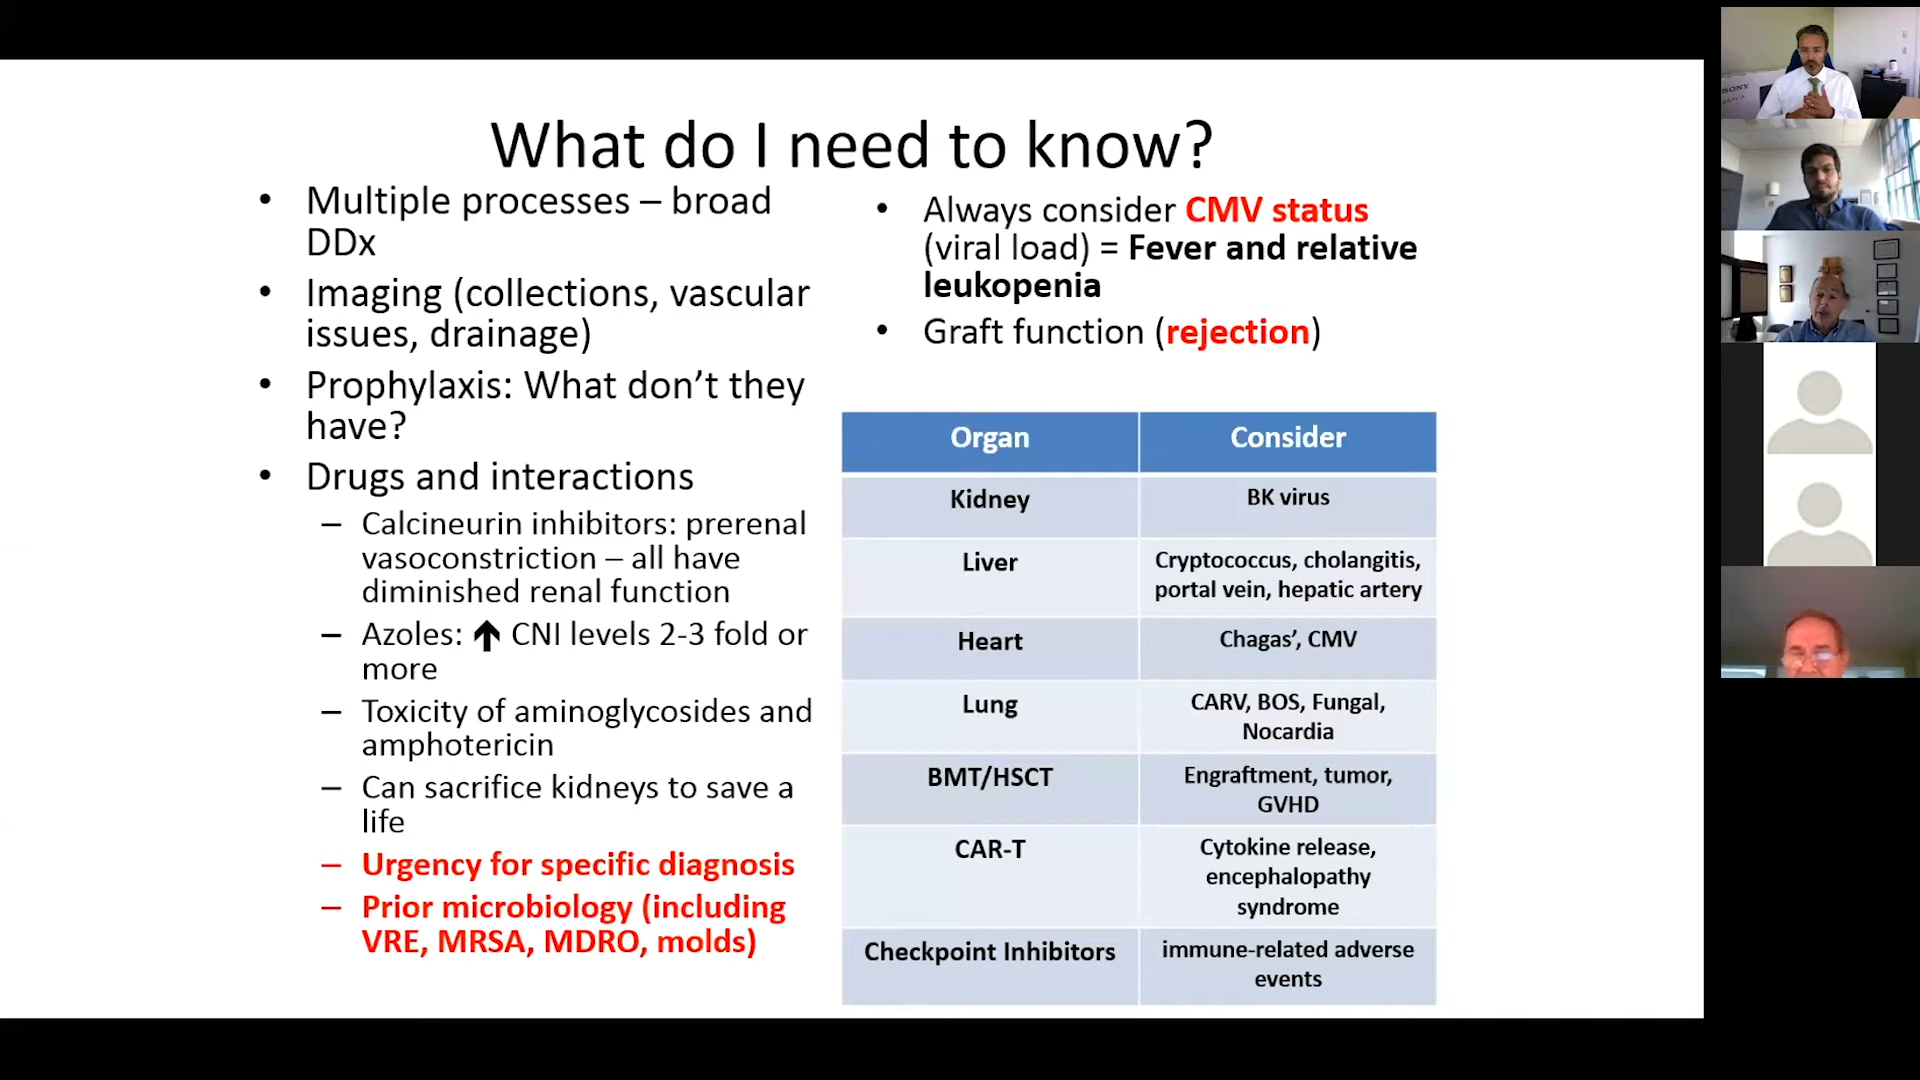 What do I need to know?
• Multiple processes – broad
DDx
• Imaging (collections, vascular
issues, drainage)
• Prophylaxis: What don’t they
have?
• Drugs and interactions
– Calcineurin inhibitors: prerenal
vasoconstriction – all have
diminished renal function
– Azoles: ↑ CNI levels 2-3 fold or
more
– Toxicity of aminoglycosides and
amphotericin
– Can sacrifice kidneys to save a
life
– Urgency for specific diagnosis
– Prior microbiology (including
VRE, MRSA, MDRO, molds)
• Always consider CMV status
(viral load) = Fever and relative
leukopenia
• Graft function (rejection)
Organ Consider
Kidney BK virus
Liver Cryptococcus, cholangitis,
portal vein, hepatic artery
Heart Chagas’, CMV
Lung CARV, BOS, Fungal,
Nocardia
BMT/HSCT Engraftment, tumor,
GVHD
CAR-T Cytokine release,
encephalopathy
syndrome
Checkpoint Inhibitors immune-related adverse
events
SONY